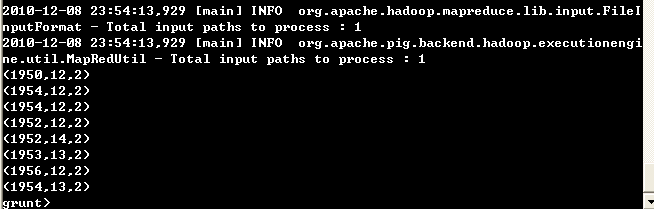 2010-12-08 23:54:13,929 [main] INFO  org.apache.hadoop.mapreduce.lib.input.FileI
nputFormat - Total input paths to process : 1
2010-12-08 23:54:13,929 [main] INFO  org.apache.pig.backend.hadoop.executionengi
ne.util.MapRedUtil - Total input paths to process : 1
(1950,12,2)
(1954,12,2)
(1954,12,2)
(1952,12,2)
(1952,14,2)
(1953,13,2)
(1956,12,2)
(1954,13,2)
grunt>